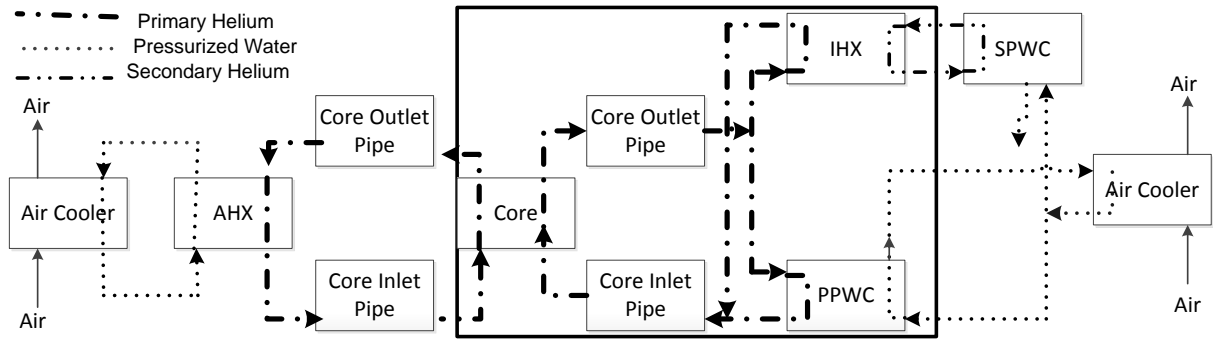 Primary Helium
Pressurized Water
Secondary Helium
IHX
SPWC
Air
Core Outlet
Pipe
Core Outlet
Pipe
Air
Air Cooler
AHX
Core
Air Cooler
Core Inlet
Pipe
Core Inlet
Pipe
PPWC
Air
Air